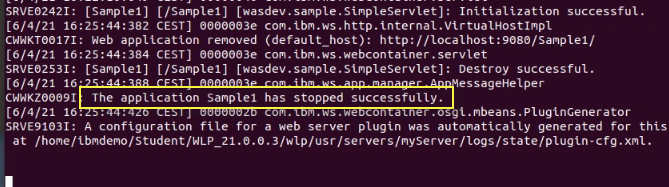 SRVE0242I: [Sample1] [/Sample1] [wasdev.sample.SimpleServlet]: Initialization successful.
[6/4/21 16:25:44:382 CEST] 0000003e com.ibm.ws.http.internal.VirtualHostImpl
CWWKT0017I: Web application removed (default_host): http://localhost:9080/Sample1/
[6/4/21 16:25:44:384 CEST] 0000003e com.ibm.ws.webcontainer.servlet
SRVE0253I: [Sample1] [/Sample1] [wasdev.sample.SimpleServlet]: Destroy successful.
[6/4/21 16:25:44:388 CEST] 0000003e com.ibm.ws.app.manager.AppMessageHelper
CWWKZ0009I: The application Sample1 has stopped successfully.
[6/4/21 16:25:44:426 CEST] 0000002b com.ibm.ws.webcontainer.osgi.mbeans.PluginGenerator
SRVE9103I: A configuration file for a web server plugin was automatically generated for this
at /home/ibmdemo/Student/WLP_21.0.0.3/wlp/usr/servers/myServer/logs/state/plugin-cfg.xml.